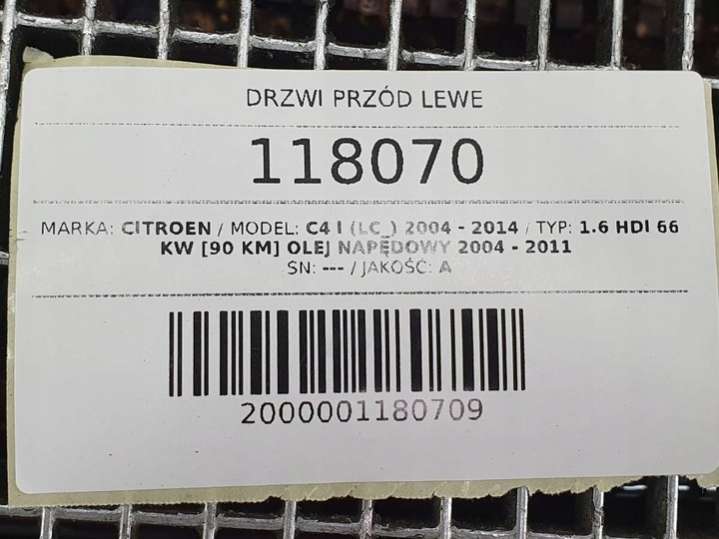 DRZWI PRZÓD LEWE
118070
MARKA: CITROEN / MODEL: C4 I (LC_) 2004 - 2014 / TYP: 1.6 HDI 66
KW [90 KM] OLEJ NAPĘDOWY 2004 - 2011
SN: --- / JAKOŚĆ: A
2000001180709